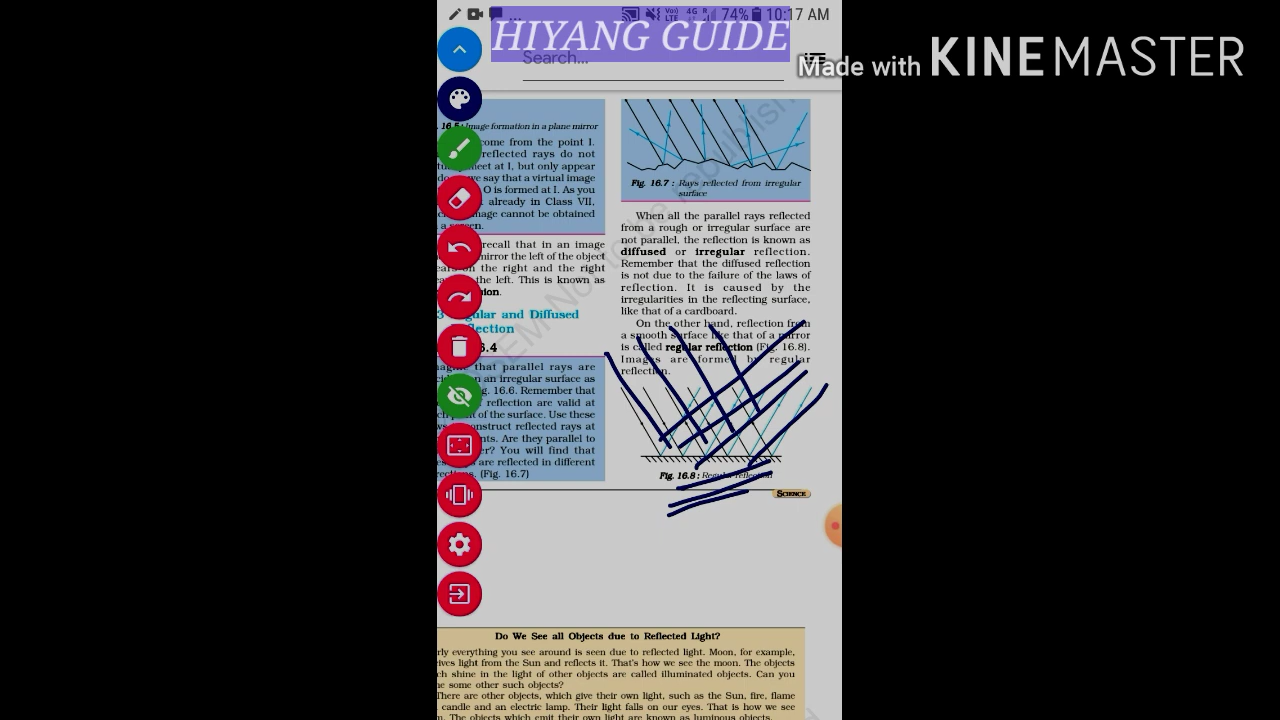 74% 10:17 AM
HIYANG GUIDE
Search...
Made with KINEMASTER
16.5: Image formation in a plane mirror
come from the point I.
reflected rays do not
meet at I, but only appear
we say that a virtual image
O is formed at I. As you
already in Class VII,
image cannot be obtained
a screen.
recall that in an image
mirror the left of the object
on the right and the right
the left. This is known as
and Diffused
6.4
that parallel rays are
on an irregular surface as
16.6. Remember that
reflection are valid at
of the surface. Use these
construct reflected rays at
Are they parallel to
You will find that
are reflected in different
(Fig. 16.7)
Fig. 16.7 : Rays reflected from irregular
surface
When all the parallel rays reflected
from a rough or irregular surface are
not parallel, the reflection is known as
diffused or irregular reflection.
Remember that the diffused reflection
is not due to the failure of the laws of
reflection. It is caused by the
irregularities in the reflecting surface,
like that of a cardboard.
On the other hand, reflection from
a smooth surface like that of a mirror
is called regular reflection (Fig. 16.8).
Images are formed by regular
reflection.
Fig. 16.8 : Regular reflection
SCIENCE
Do We See all Objects due to Reflected Light?
everything you see around is seen due to reflected light. Moon, for example,
light from the Sun and reflects it. That's how we see the moon. The objects
shine in the light of other objects are called illuminated objects. Can you
some other such objects?
There are other objects, which give their own light, such as the Sun, fire, flame
candle and an electric lamp. Their light falls on our eyes. That is how we see
The objects which emit their own light are known as luminous objects.